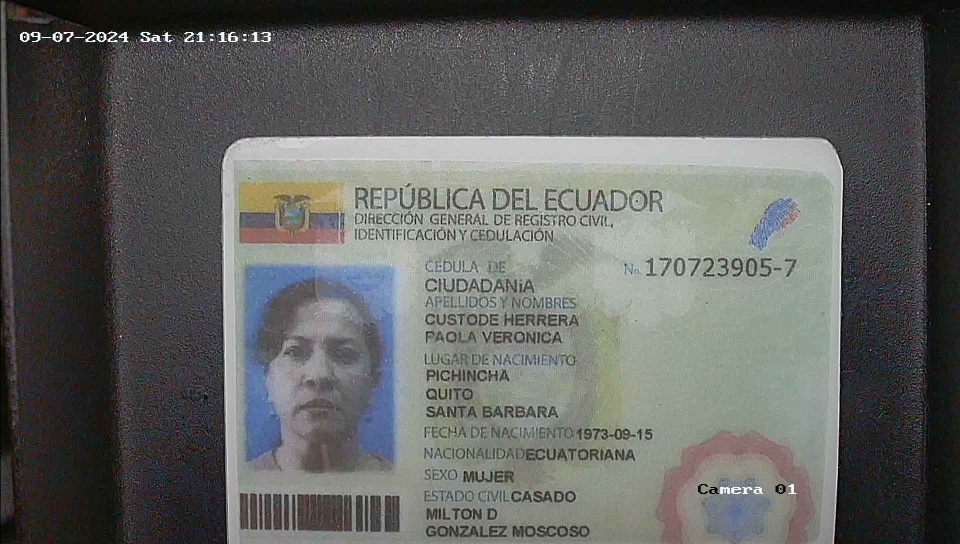 09-07-2024 Sat 21:16:13
REPÚBLICA DEL ECUADOR
DIRECCIÓN GENERAL DE REGISTRO CIVIL,
IDENTIFICACIÓN Y CEDULACIÓN
CÉDULA DE No. 170723905-7
CIUDADANÍA
APELLIDOS Y NOMBRES
CUSTODE HERRERA
PAOLA VERONICA
LUGAR DE NACIMIENTO
PICHINCHA
QUITO
SANTA BARBARA
FECHA DE NACIMIENTO 1973-09-15
NACIONALIDAD ECUATORIANA
SEXO MUJER
ESTADO CIVIL CASADO
MILTON D
GONZALEZ MOSCOSO
Camera 01